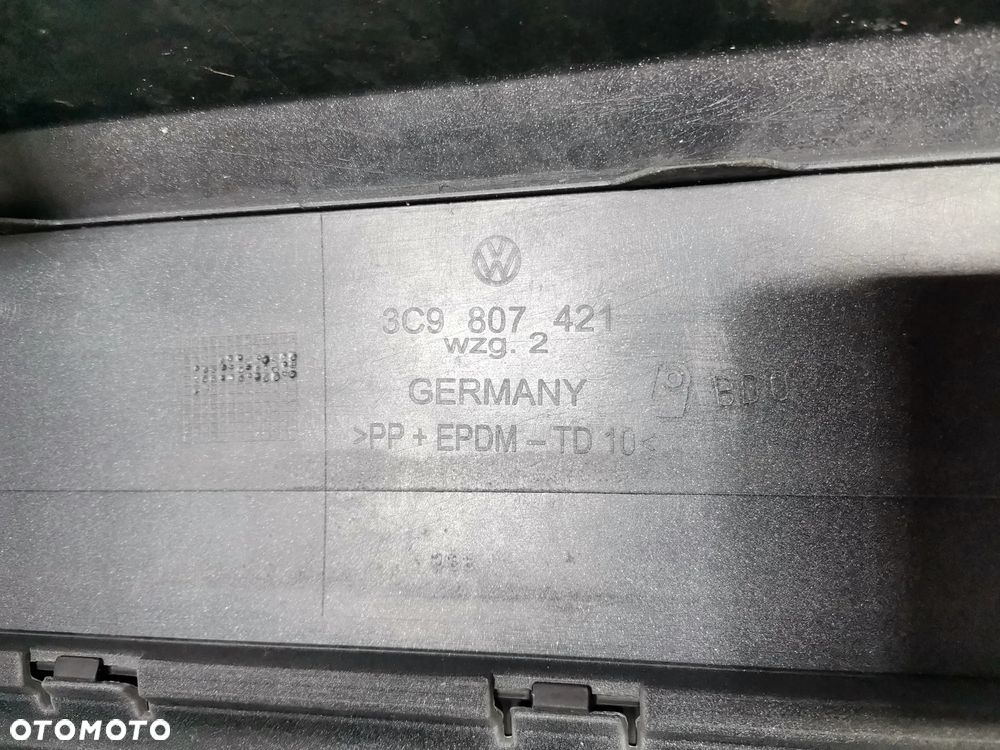 3C9 807 421
wzg. 2
GERMANY
>PP + EPDM – TD 10<
OTOMOTO